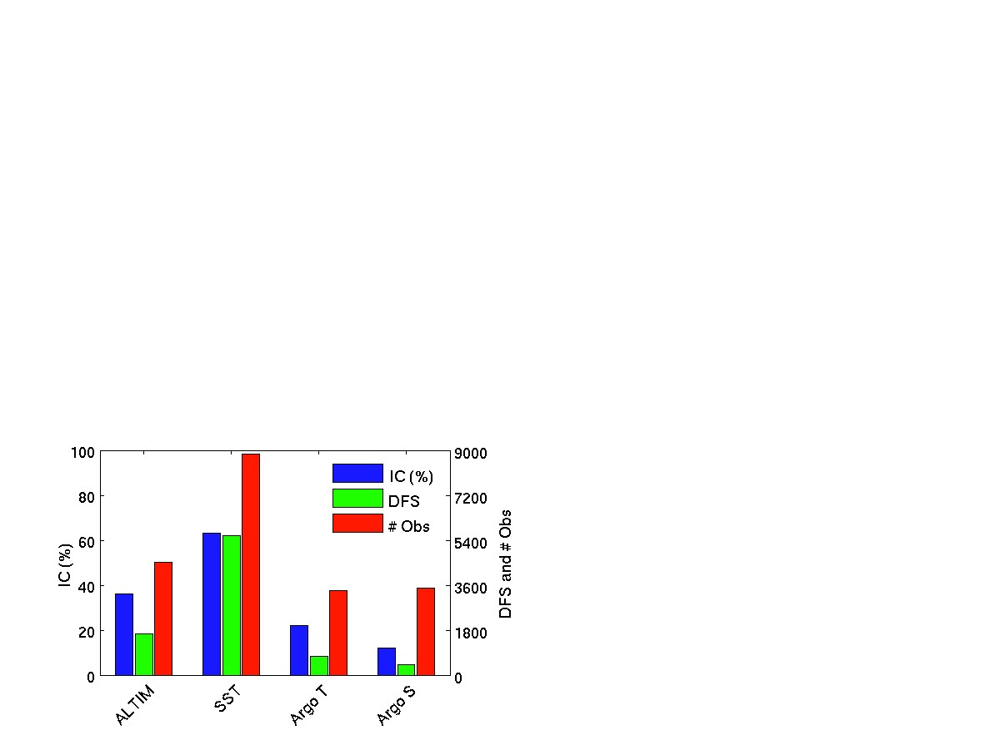 100
80
60
40
20
0
IC (%)
9000
7200
5400
3600
1800
0
DFS and # Obs
IC (%)
DFS
# Obs
ALTIM
SST
Argo T
Argo S